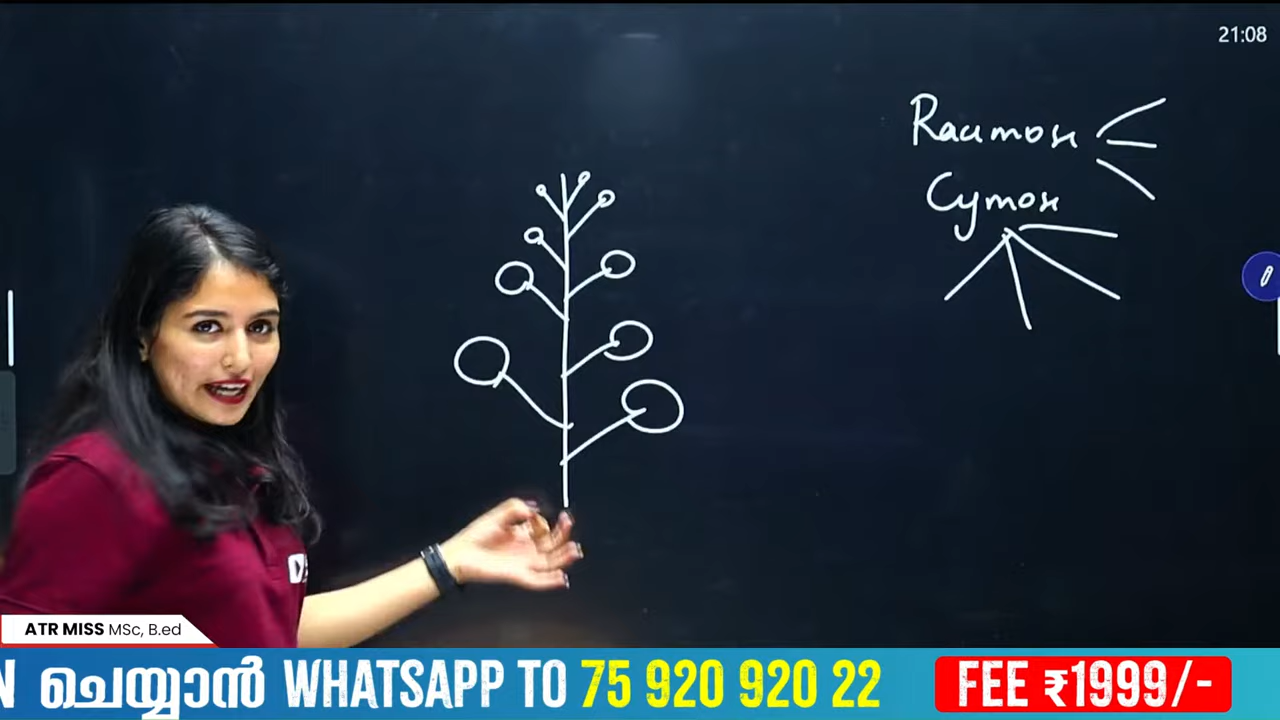 21:08
Racemose
Cymose
ATR MISS MSc, B.ed
N ചെയ്യാൻ WHATSAPP TO 75 920 920 22
FEE ₹1999/-